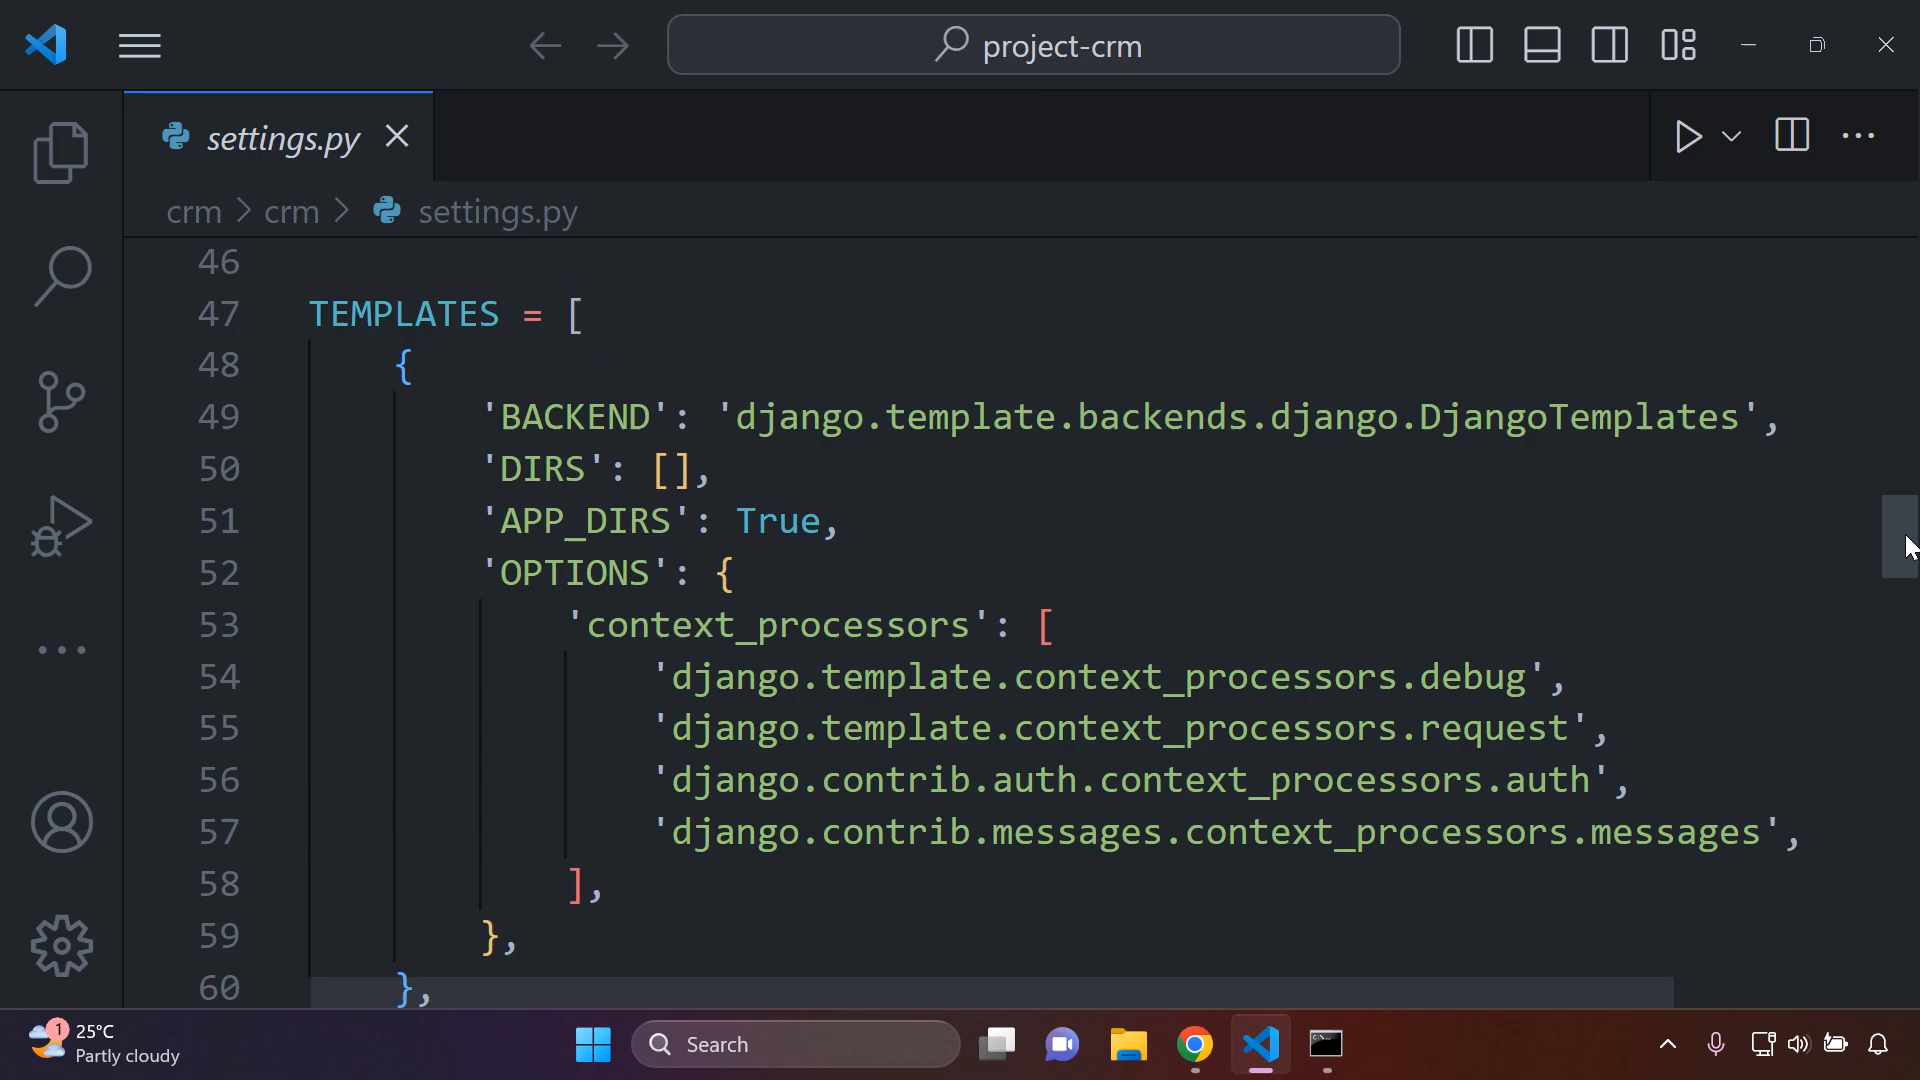 project-crm
settings.py
crm > crm > settings.py
46
47 TEMPLATES = [
48 {
49 'BACKEND': 'django.template.backends.django.DjangoTemplates',
50 'DIRS': [],
51 'APP_DIRS': True,
52 'OPTIONS': {
53 'context_processors': [
54 'django.template.context_processors.debug',
55 'django.template.context_processors.request',
56 'django.contrib.auth.context_processors.auth',
57 'django.contrib.messages.context_processors.messages',
58 ],
59 },
60 },
1
25°C
Partly cloudy
Search